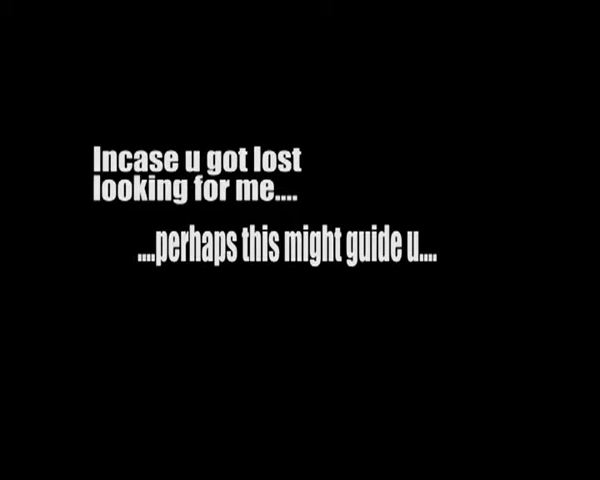 Incase u got lost
looking for me....
....perhaps this might guide u....